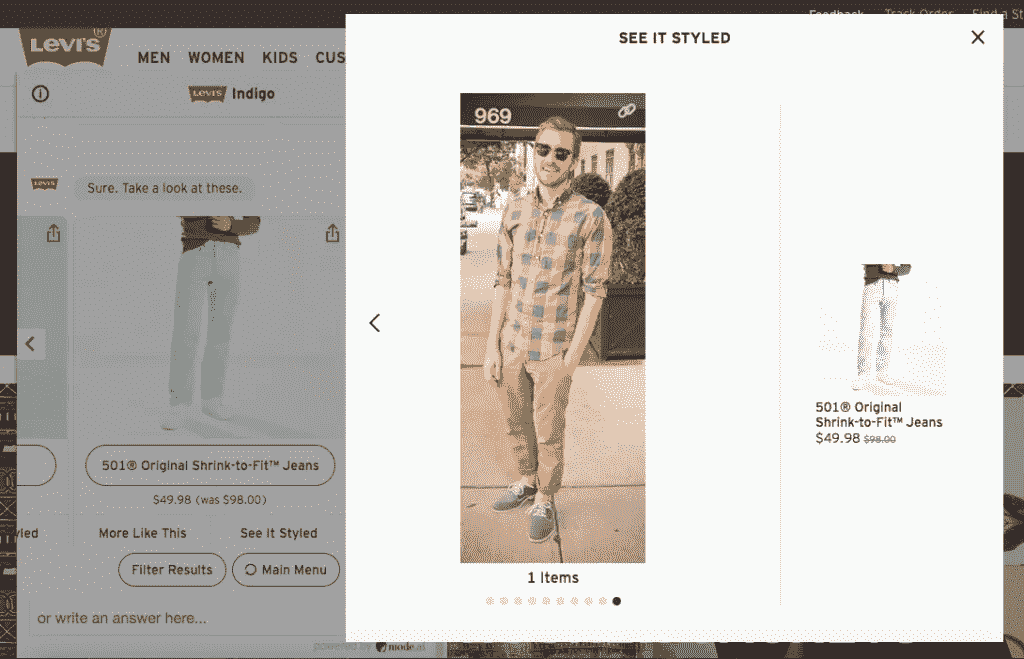 Feedback
Track Order
Find a St
LEVI'S®
MEN WOMEN KIDS CUS
LEVI'S Indigo
LEVI'S
Sure. Take a look at these.
501® Original Shrink-to-Fit™ Jeans
$49.98 (was $98.00)
yled
More Like This
See It Styled
Filter Results
Main Menu
or write an answer here...
powered by mode.ai
SEE IT STYLED
969
1 Items
501® Original
Shrink-to-Fit™ Jeans
$49.98 $98.00